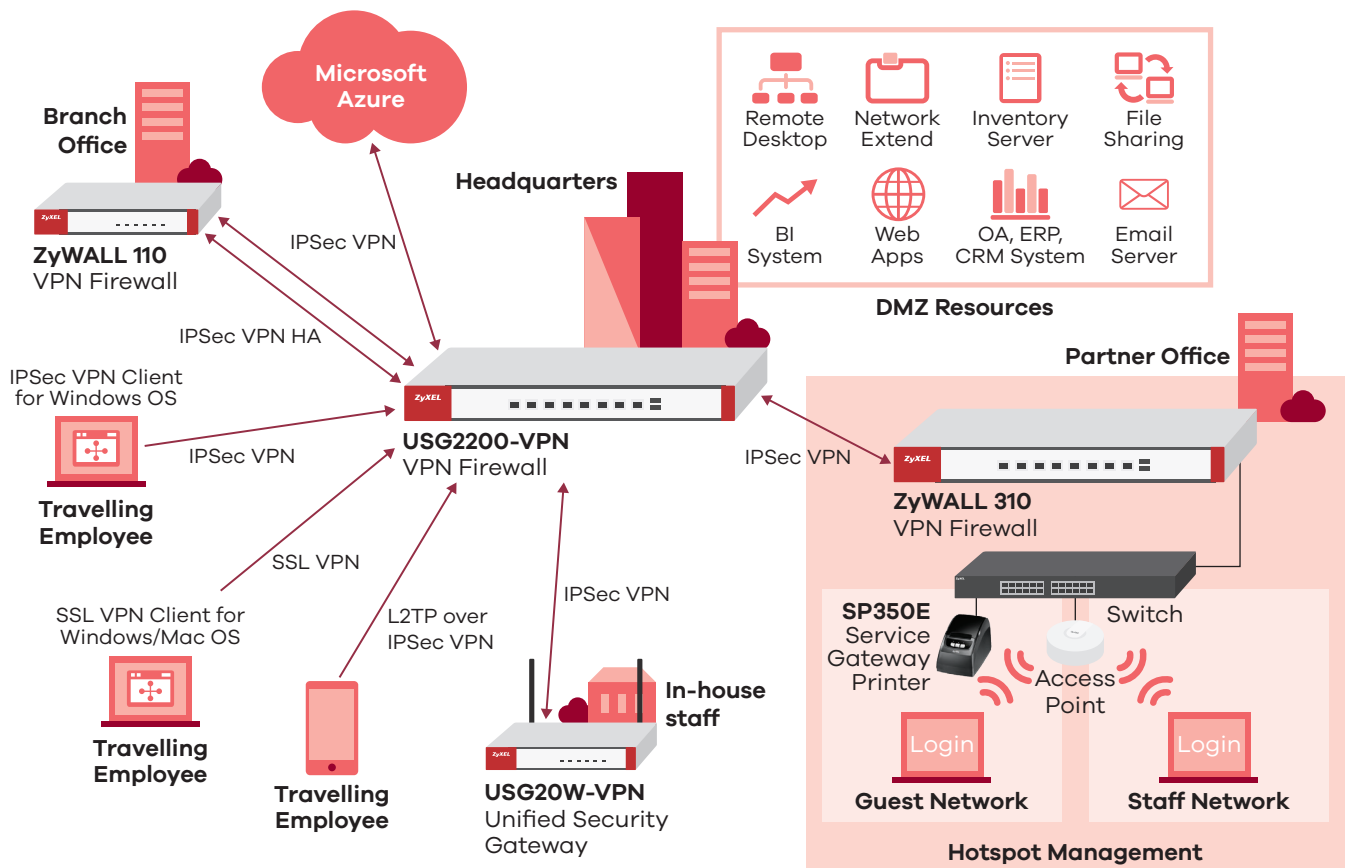 Microsoft
Azure
Branch
Office
ZyXEL
ZyWALL 110
VPN Firewall
IPSec VPN
IPSec VPN HA
Headquarters
Remote
Desktop
Network
Extend
Inventory
Server
File
Sharing
BI
System
Web
Apps
OA, ERP,
CRM System
Email
Server
DMZ Resources
Partner Office
IPSec VPN Client
for Windows OS
IPSec VPN
Travelling
Employee
ZyXEL
USG2200-VPN
VPN Firewall
IPSec VPN
ZyXEL
ZyWALL 310
VPN Firewall
SSL VPN
SSL VPN Client for
Windows/Mac OS
Travelling
Employee
L2TP over
IPSec VPN
Travelling
Employee
IPSec VPN
In-house
staff
ZyXEL
USG20W-VPN
Unified Security
Gateway
SP350E
Service
Gateway
Printer
Switch
Access
Point
Login
Guest Network
Login
Staff Network
Hotspot Management